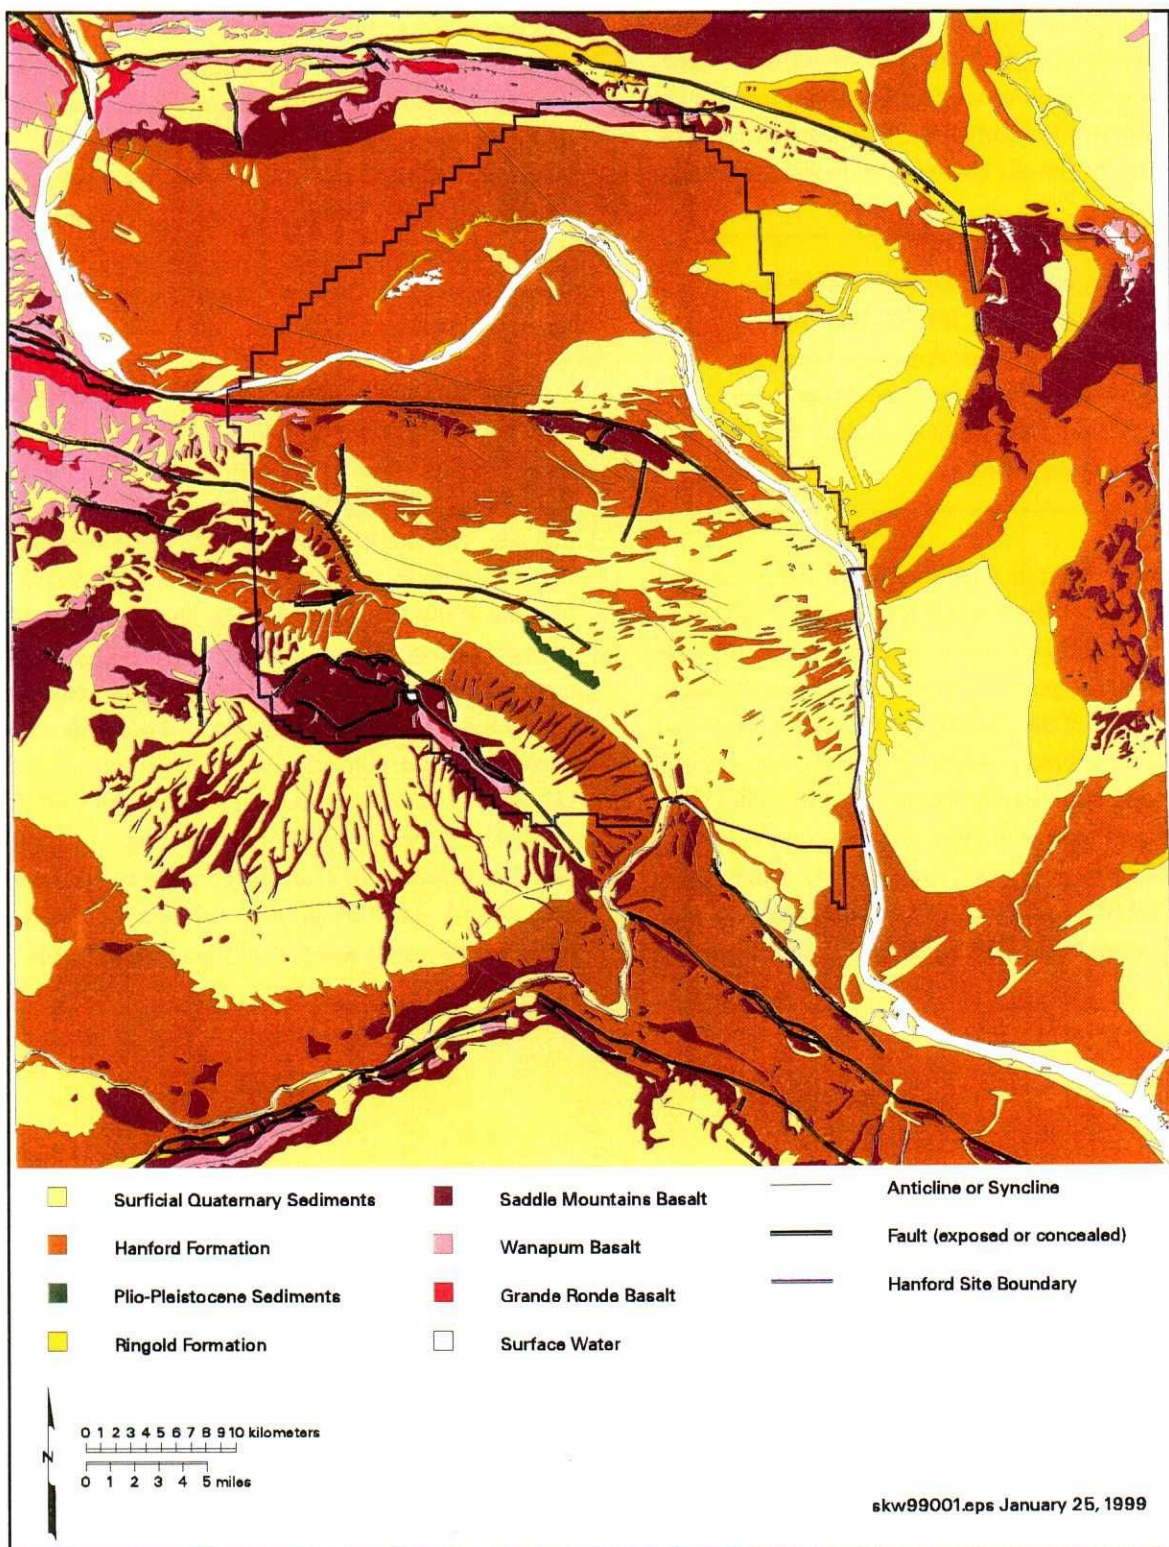 Surficial Quaternary Sediments
Hanford Formation
Plio-Pleistocene Sediments
Ringold Formation
Saddle Mountains Basalt
Wanapum Basalt
Grande Ronde Basalt
Surface Water
Anticline or Syncline
Fault (exposed or concealed)
Hanford Site Boundary
N
0 1 2 3 4 5 6 7 8 9 10 kilometers
0 1 2 3 4 5 miles
skw99001.eps January 25, 1999